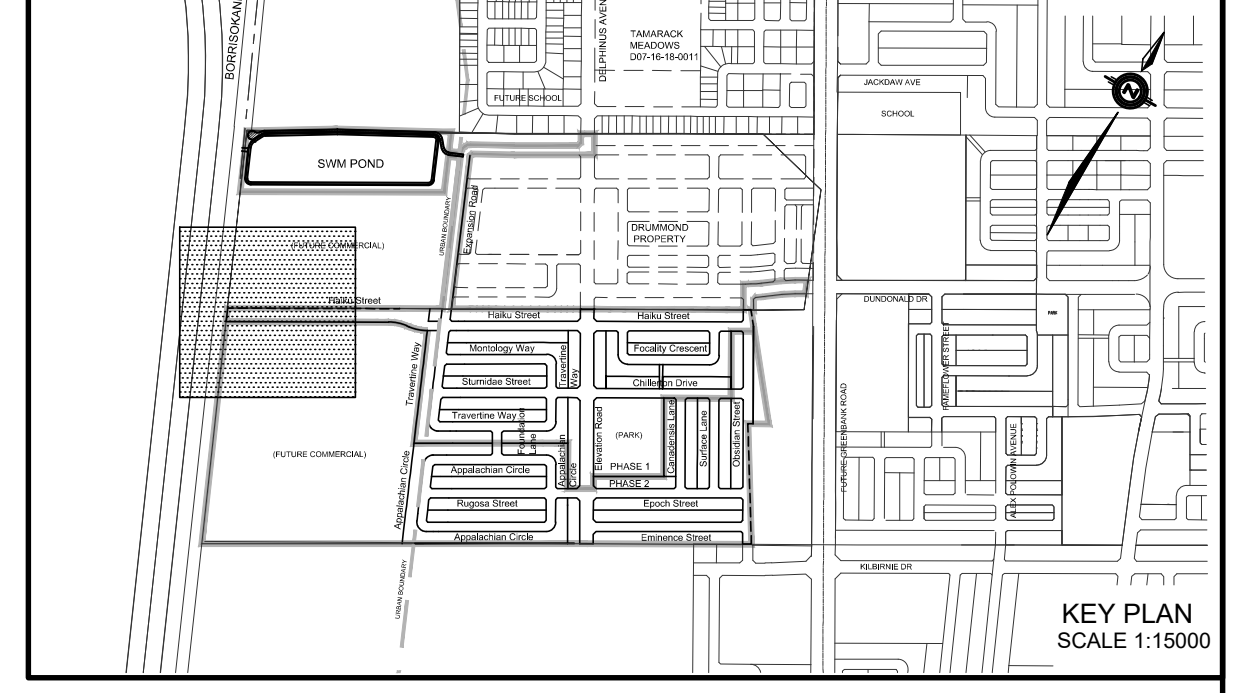 BORRISOKAN
DELPHINUS AVEN
TAMARACK
MEADOWS
D07-16-18-0011
FUTURE SCHOOL
JACKDAW AVE
SCHOOL
N
SWM POND
URBAN BOUNDARY
Expansion Road
DRUMMOND
PROPERTY
(FUTURE COMMERCIAL)
Haiku Street
Haiku Street
Haiku Street
DUNDONALD DR
PARK
Travertine Way
Montology Way
Travertine
Way
Focality Crescent
FAMEFLOWER STREET
Sturnidae Street
Chillerton Drive
FUTURE GREENBANK ROAD
Travertine Way
Foundation
Lane
Elevation Road
(PARK)
Canadensis Lane
Surface Lane
Obsidian Street
ALEX POLOWIN AVENUE
(FUTURE COMMERCIAL)
Appalachian Circle
Appalachian Circle
Appalachian
Circle
PHASE 1
PHASE 2
Rugosa Street
Epoch Street
Appalachian Circle
Eminence Street
URBAN BOUNDARY
KILBIRNIE DR
KEY PLAN
SCALE 1:15000